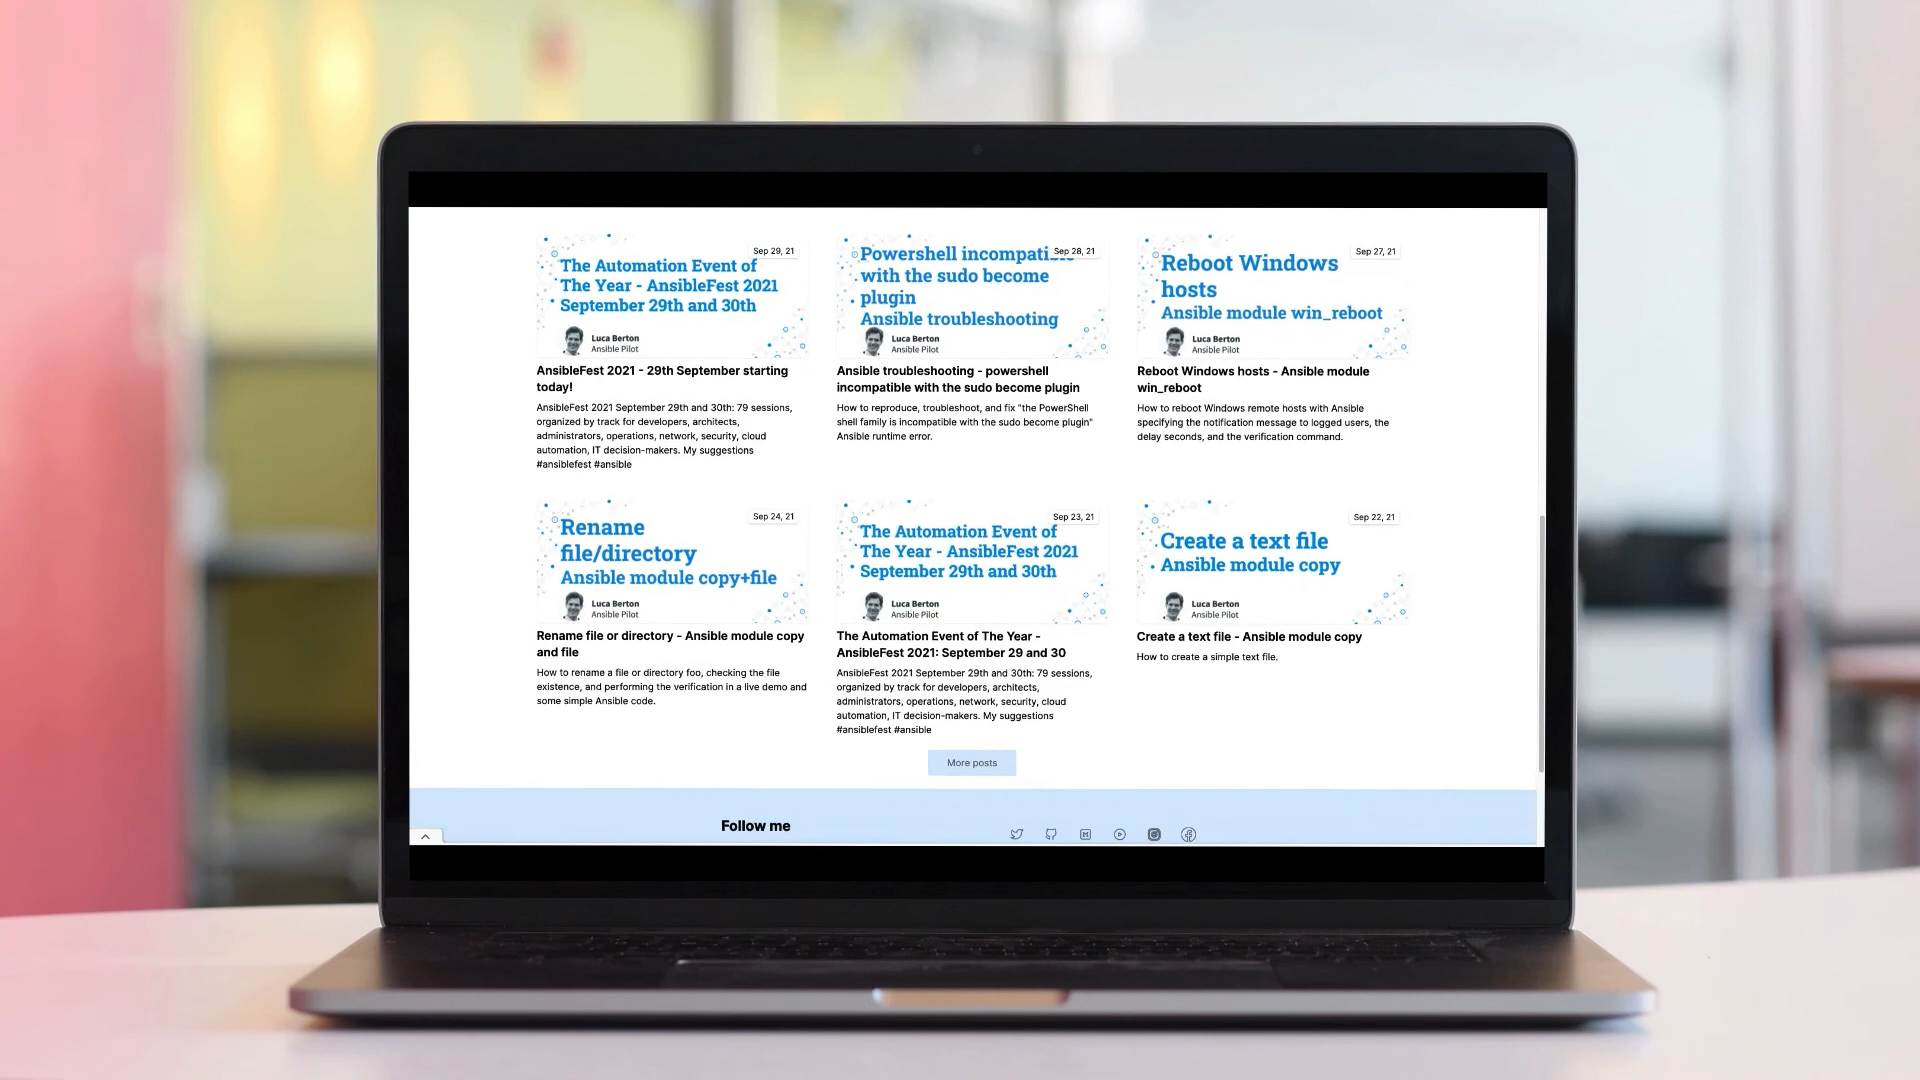 Sep 29, 21
The Automation Event of
The Year - AnsibleFest 2021
September 29th and 30th
Luca Berton
Ansible Pilot
AnsibleFest 2021 - 29th September starting
today!
AnsibleFest 2021 September 29th and 30th: 79 sessions,
organized by track for developers, architects,
administrators, operations, network, security, cloud
automation, IT decision-makers. My suggestions
#ansiblefest #ansible
Sep 28, 21
Powershell
with the sudo become
plugin
Ansible troubleshooting
Luca Berton
Ansible Pilot
Ansible troubleshooting - powershell
incompatible with the sudo become plugin
How to reproduce, troubleshoot, and fix "the PowerShell
shell family is incompatible with the sudo become plugin"
Ansible runtime error.
Sep 27, 21
Reboot Windows
hosts
Ansible module win_reboot
Luca Berton
Ansible Pilot
Reboot Windows hosts - Ansible module
win_reboot
How to reboot Windows remote hosts with Ansible
specifying the notification message to logged users, the
delay seconds, and the verification command.
Sep 24, 21
Rename
file/directory
Ansible module copy+file
Luca Berton
Ansible Pilot
Rename file or directory - Ansible module copy
and file
How to rename a file or directory foo, checking the file
existence, and performing the verification in a live demo and
some simple Ansible code.
Sep 23, 21
The Automation Event of
The Year - AnsibleFest 2021
September 29th and 30th
Luca Berton
Ansible Pilot
The Automation Event of The Year -
AnsibleFest 2021: September 29 and 30
AnsibleFest 2021 September 29th and 30th: 79 sessions,
organized by track for developers, architects,
administrators, operations, network, security, cloud
automation, IT decision-makers. My suggestions
#ansiblefest #ansible
Sep 22, 21
Create a text file
Ansible module copy
Luca Berton
Ansible Pilot
Create a text file - Ansible module copy
How to create a simple text file.
More posts
Follow me